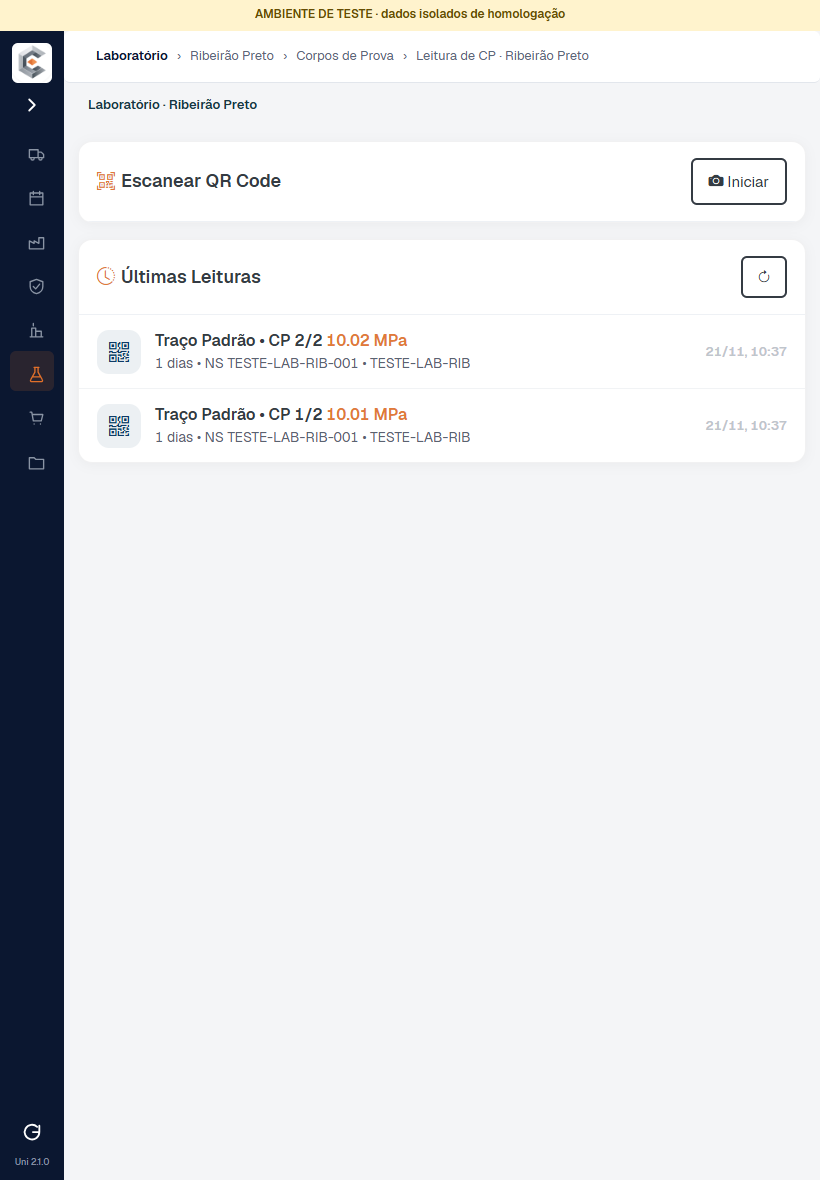 AMBIENTE DE TESTE · dados isolados de homologação
Laboratório › Ribeirão Preto › Corpos de Prova › Leitura de CP · Ribeirão Preto
Laboratório · Ribeirão Preto
Escanear QR Code
Iniciar
Últimas Leituras
Traço Padrão • CP 2/2 10.02 MPa
1 dias • NS TESTE-LAB-RIB-001 • TESTE-LAB-RIB
21/11, 10:37
Traço Padrão • CP 1/2 10.01 MPa
1 dias • NS TESTE-LAB-RIB-001 • TESTE-LAB-RIB
21/11, 10:37
Uni 2.1.0